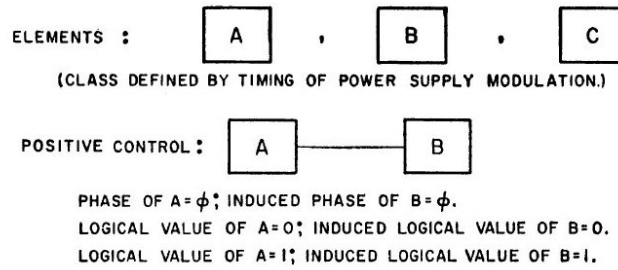 ELEMENTS : A , B , C
(CLASS DEFINED BY TIMING OF POWER SUPPLY MODULATION.)
POSITIVE CONTROL: A B
PHASE OF A=ϕ; INDUCED PHASE OF B=ϕ.
LOGICAL VALUE OF A=0; INDUCED LOGICAL VALUE OF B=0.
LOGICAL VALUE OF A=1; INDUCED LOGICAL VALUE OF B=1.